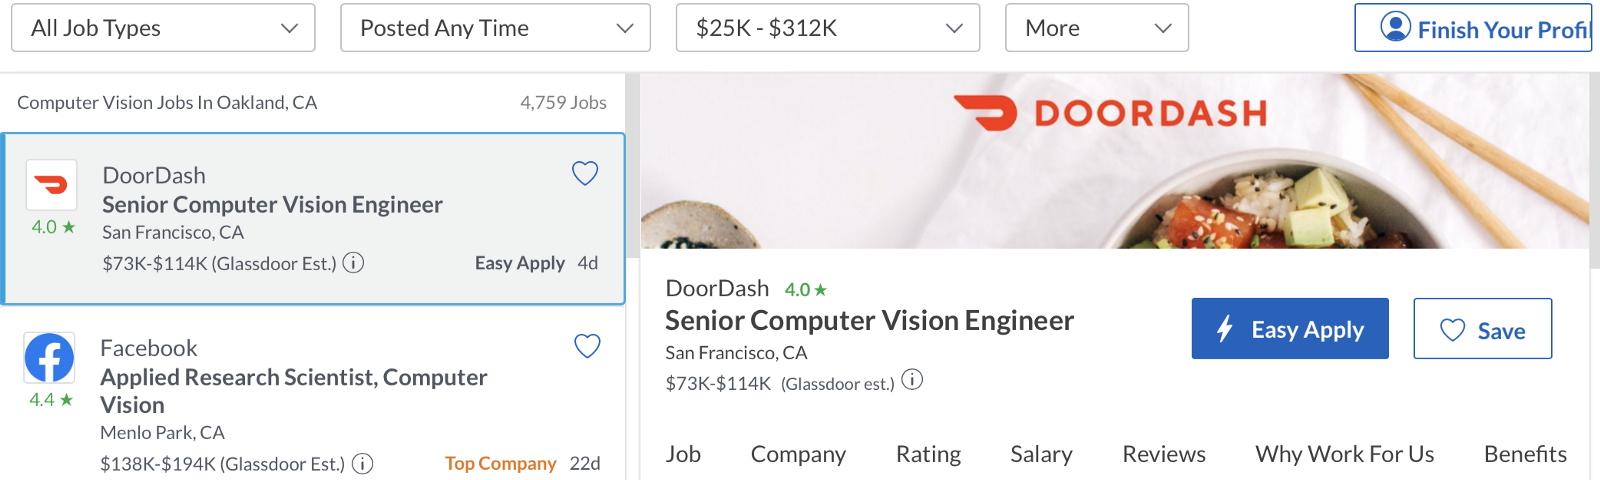 All Job Types
Posted Any Time
$25K - $312K
More
Finish Your Profil
Computer Vision Jobs In Oakland, CA
4,759 Jobs
DoorDash
Senior Computer Vision Engineer
4.0 ★
San Francisco, CA
$73K-$114K (Glassdoor Est.)
Easy Apply 4d
Facebook
Applied Research Scientist, Computer
Vision
4.4 ★
Menlo Park, CA
$138K-$194K (Glassdoor Est.)
Top Company 22d
DOORDASH
DoorDash 4.0 ★
Senior Computer Vision Engineer
San Francisco, CA
$73K-$114K (Glassdoor est.)
Easy Apply
Save
Job Company Rating Salary Reviews Why Work For Us Benefits